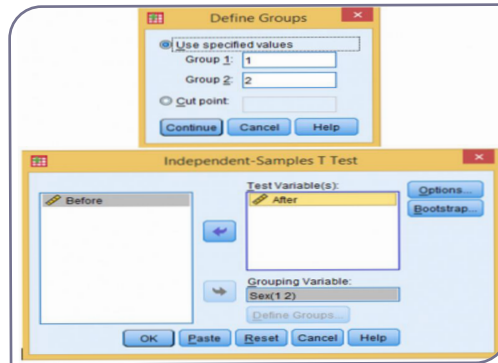 Define Groups
Use specified values
Group 1: 1
Group 2: 2
Cut point:
Continue Cancel Help
Independent-Samples T Test
Test Variable(s):
Before
After
Options...
Bootstrap...
Grouping Variable:
Sex(1 2)
Define Groups...
OK Paste Reset Cancel Help